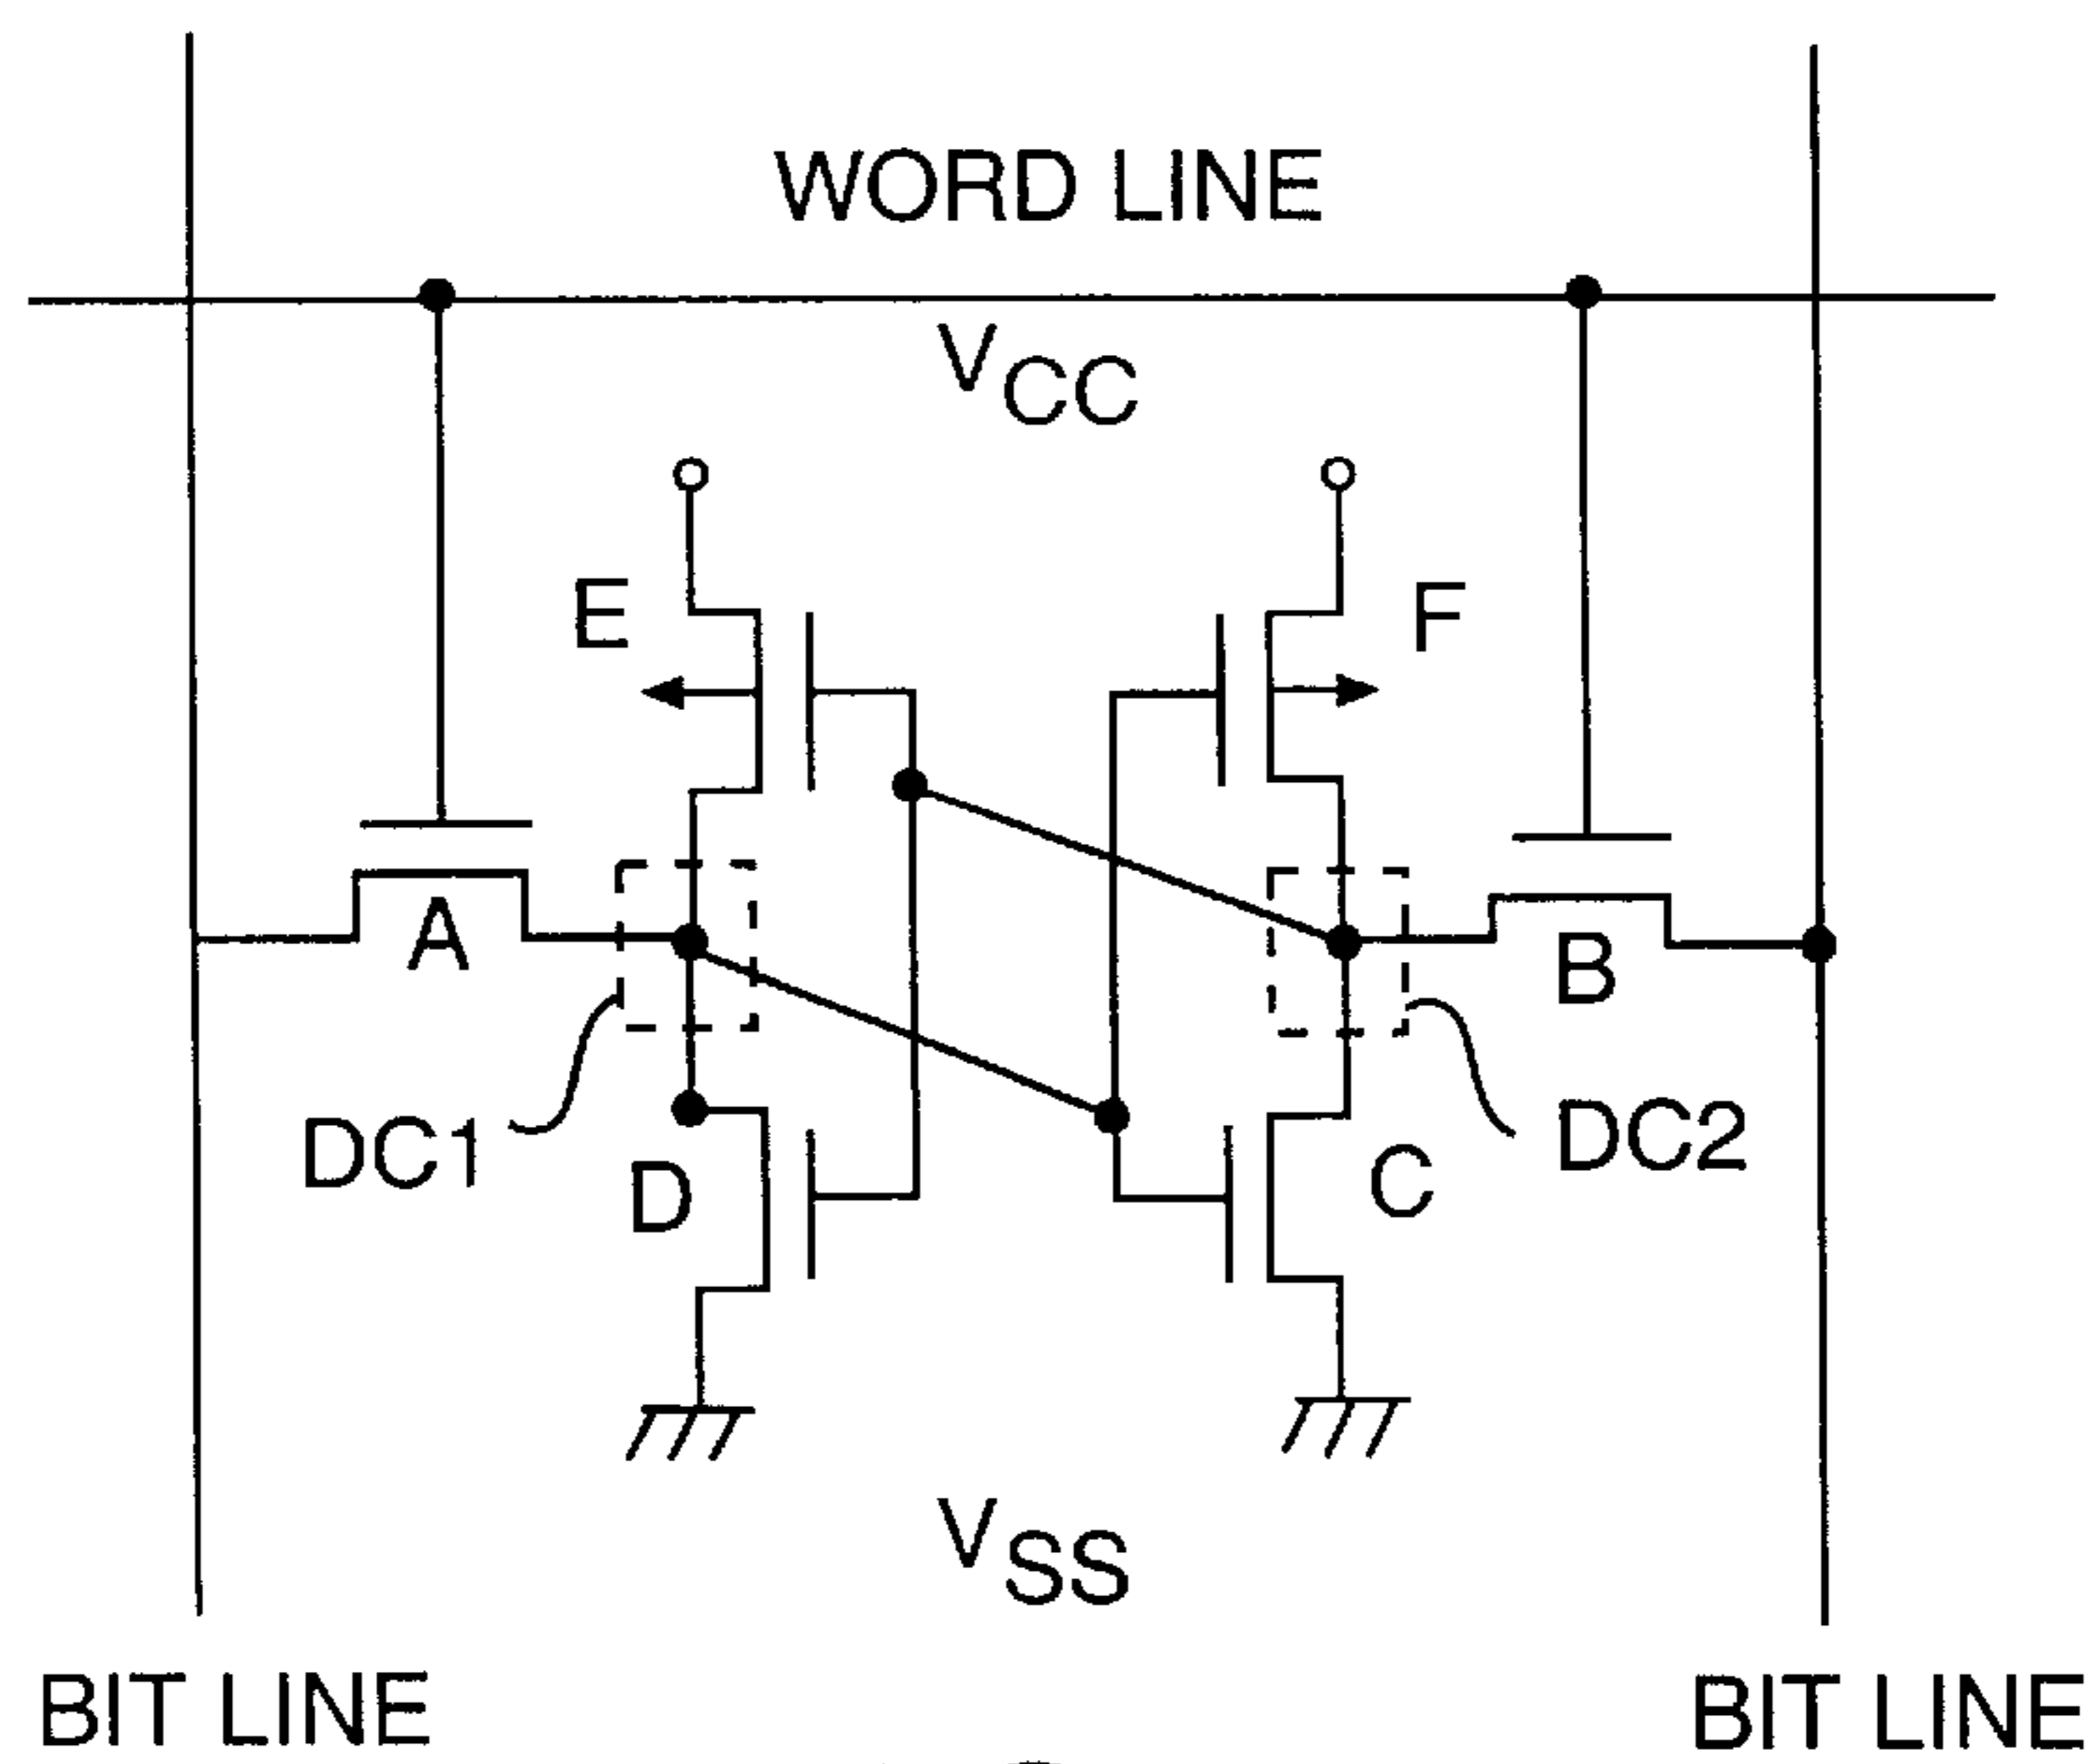 WORD LINE
VCC
E
F
A
B
DC1
D
C
DC2
VSS
BIT LINE
BIT LINE